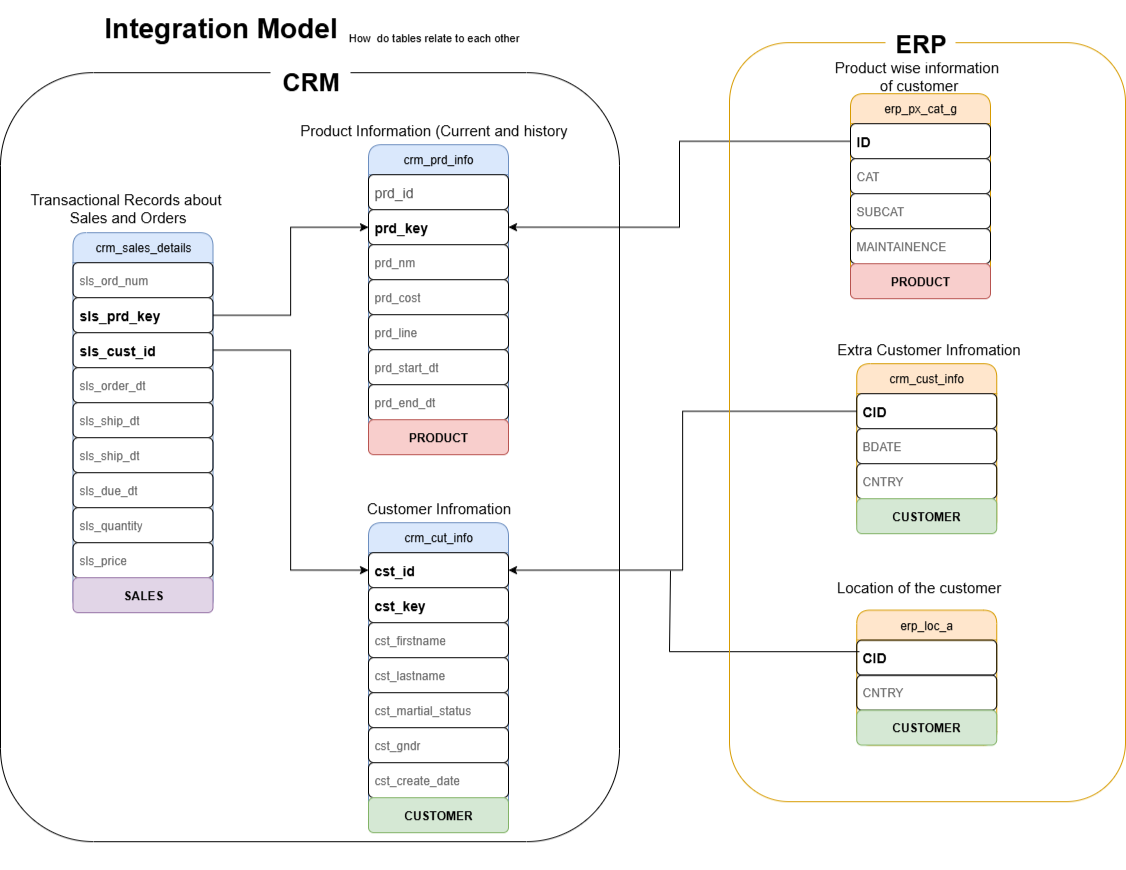 Integration Model
How do tables relate to each other
CRM
Transactional Records about
Sales and Orders
crm_sales_details
sls_ord_num
sls_prd_key
sls_cust_id
sls_order_dt
sls_ship_dt
sls_ship_dt
sls_due_dt
sls_quantity
sls_price
SALES
Product Information (Current and history
crm_prd_info
prd_id
prd_key
prd_nm
prd_cost
prd_line
prd_start_dt
prd_end_dt
PRODUCT
Customer Infromation
crm_cut_info
cst_id
cst_key
cst_firstname
cst_lastname
cst_martial_status
cst_gndr
cst_create_date
CUSTOMER
ERP
Product wise information
of customer
erp_px_cat_g
ID
CAT
SUBCAT
MAINTAINENCE
PRODUCT
Extra Customer Infromation
crm_cust_info
CID
BDATE
CNTRY
CUSTOMER
Location of the customer
erp_loc_a
CID
CNTRY
CUSTOMER